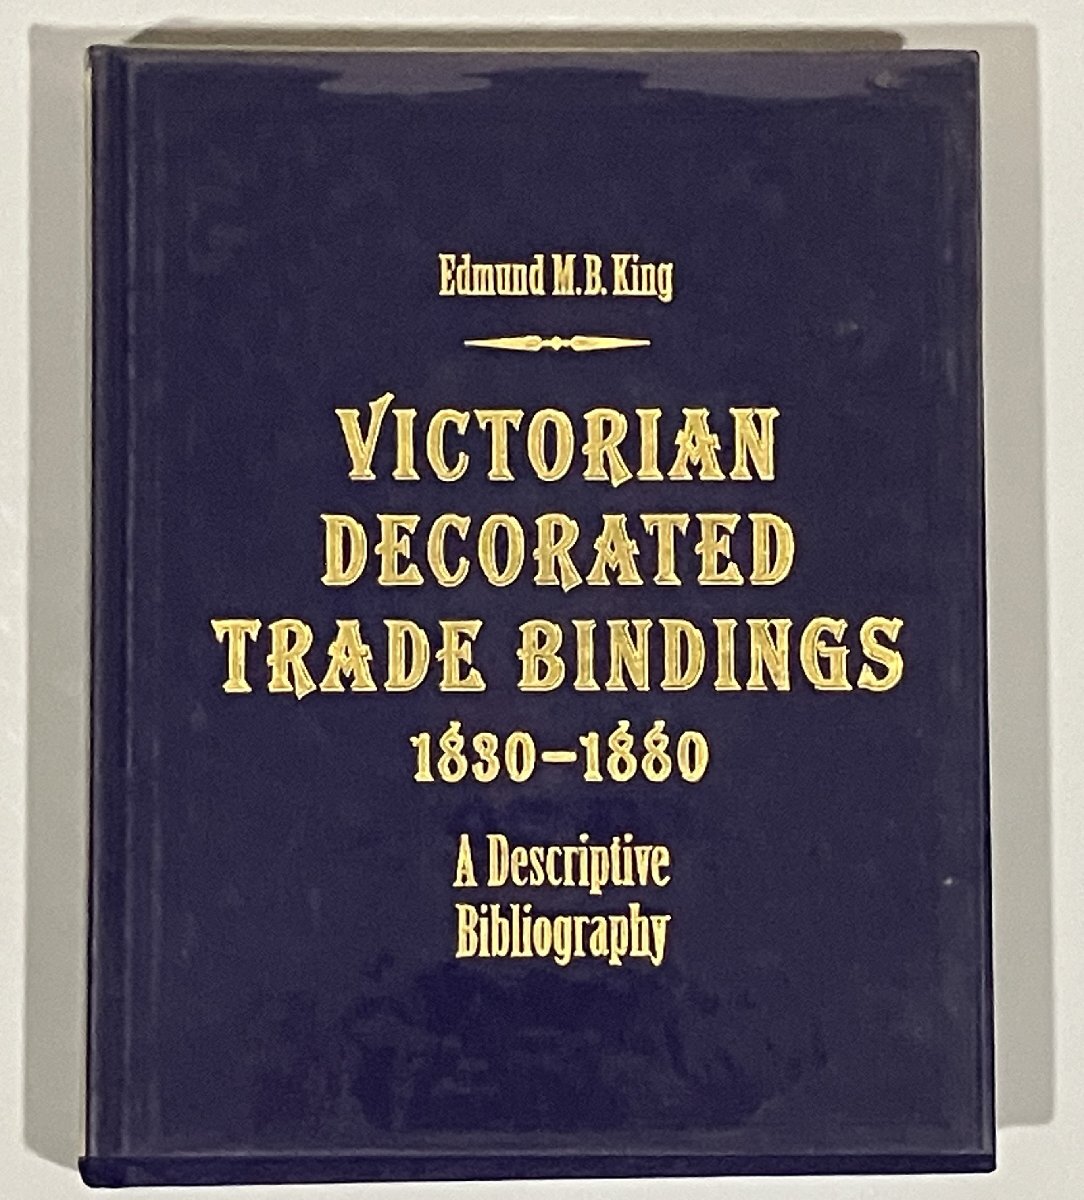 Edmund M.B. King
VICTORIAN
DECORATED
TRADE BINDINGS
1830–1880
A Descriptive
Bibliography